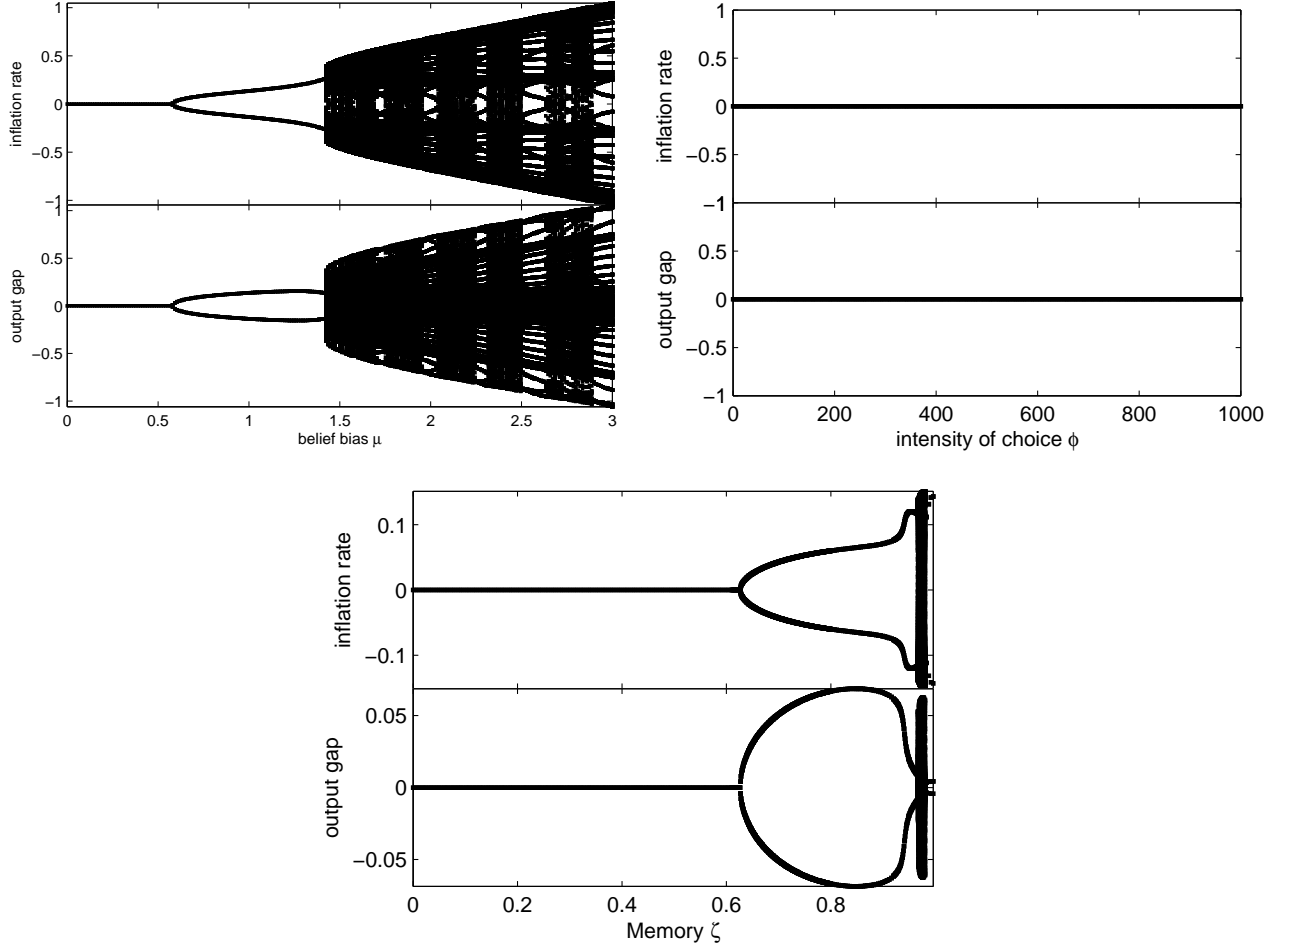 1
0.5
0
−0.5
−1
inflation rate
1
0.5
0
−0.5
−1
output gap
0 0.5 1 1.5 2 2.5 3
belief bias μ
1
0.5
0
−0.5
−1
inflation rate
1
0.5
0
−0.5
−1
output gap
0 200 400 600 800 1000
intensity of choice ϕ
0.1
0
−0.1
inflation rate
0.05
0
−0.05
output gap
0 0.2 0.4 0.6 0.8
Memory ζ